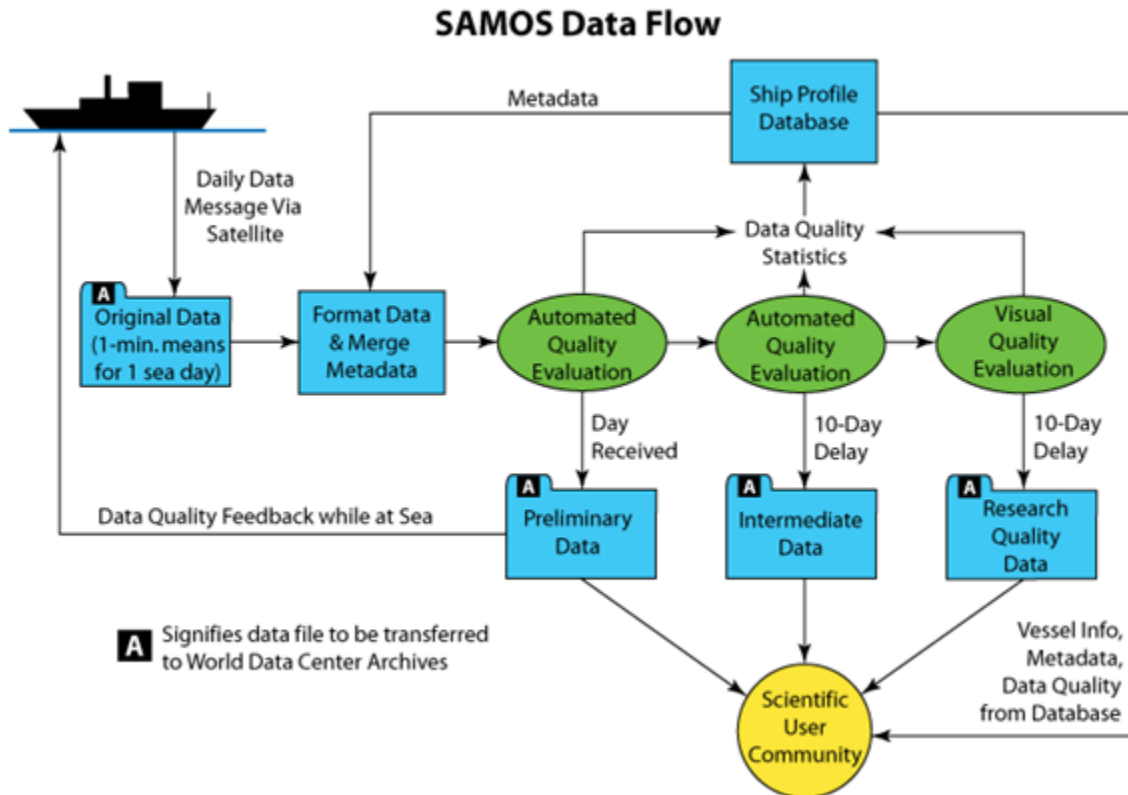 SAMOS Data Flow
Metadata
Ship Profile
Database
Daily Data
Message Via
Satellite
Data Quality
Statistics
A
Original Data
(1-min. means
for 1 sea day)
Format Data
& Merge
Metadata
Automated
Quality
Evaluation
Automated
Quality
Evaluation
Visual
Quality
Evaluation
Day
Received
10-Day
Delay
10-Day
Delay
A
Preliminary
Data
A
Intermediate
Data
A
Research
Quality
Data
Data Quality Feedback while at Sea
A
Signifies data file to be transferred
to World Data Center Archives
Vessel Info,
Metadata,
Data Quality
from Database
Scientific
User
Community